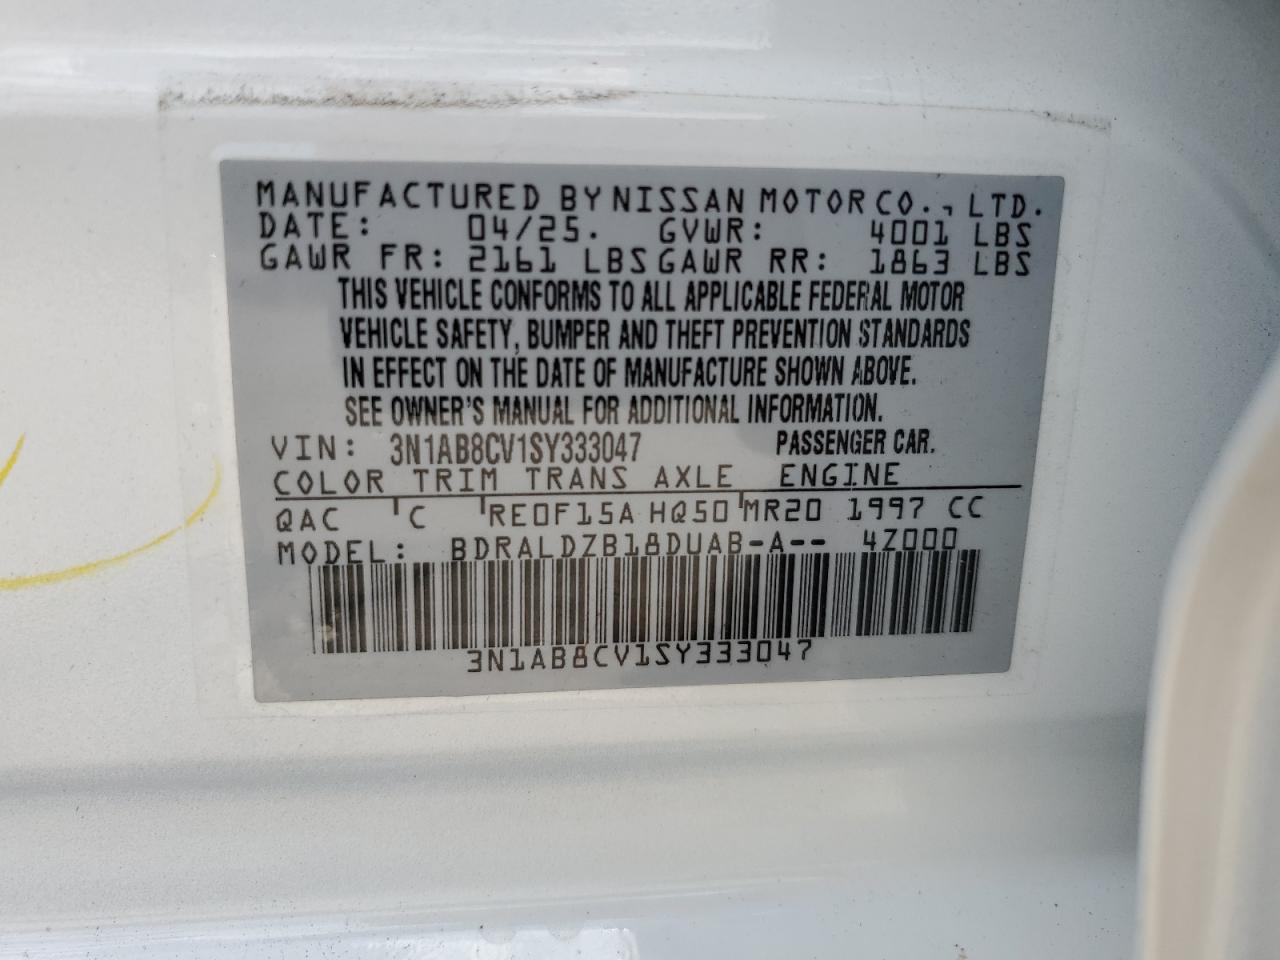 MANUFACTURED BY NISSAN MOTOR CO., LTD.
DATE: 04/25. GVWR: 4001 LBS
GAWR FR: 2161 LBS GAWR RR: 1863 LBS
THIS VEHICLE CONFORMS TO ALL APPLICABLE FEDERAL MOTOR
VEHICLE SAFETY, BUMPER AND THEFT PREVENTION STANDARDS
IN EFFECT ON THE DATE OF MANUFACTURE SHOWN ABOVE.
SEE OWNER'S MANUAL FOR ADDITIONAL INFORMATION.
VIN: 3N1AB8CV1SY333047 PASSENGER CAR.
COLOR TRIM TRANS AXLE ENGINE
QAC C RE0F15A HQ50 MR20 1997 CC
MODEL: BDRALDZB18DUAB-A-- 4Z000
3N1AB8CV1SY333047